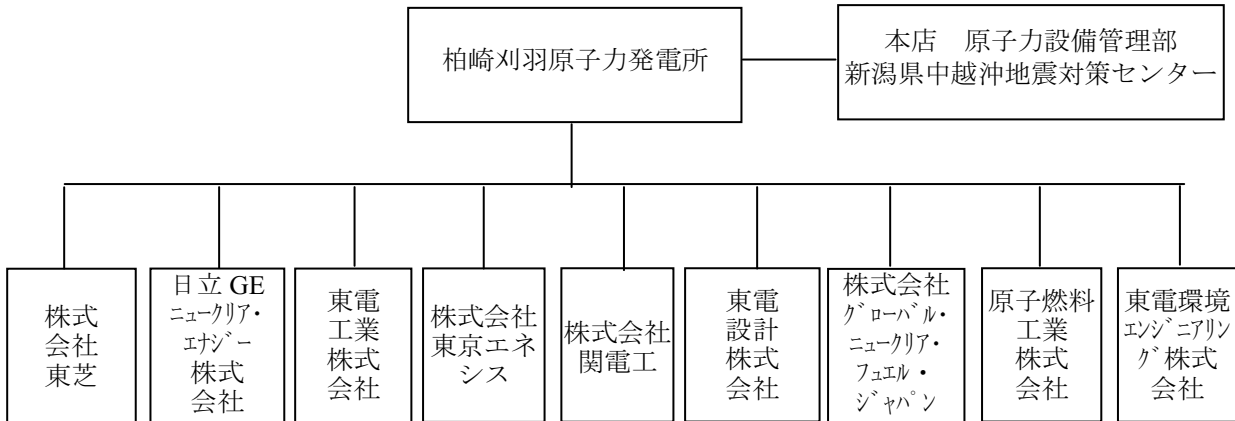 柏崎刈羽原子力発電所
本店　原子力設備管理部
新潟県中越沖地震対策センター
株式
会社
東芝
日立 GE
ニュークリア・
エナジー
株式
会社
東電
工業
株式
会社
株式会社
東京エネ
シス
株式会社
関電工
東電
設計
株式
会社
株式会社
グローバル・
ニュークリア・
フュエル・
ジャパン
原子燃料
工業
株式
会社
東電環境
エンジニアリン
グ株式
会社